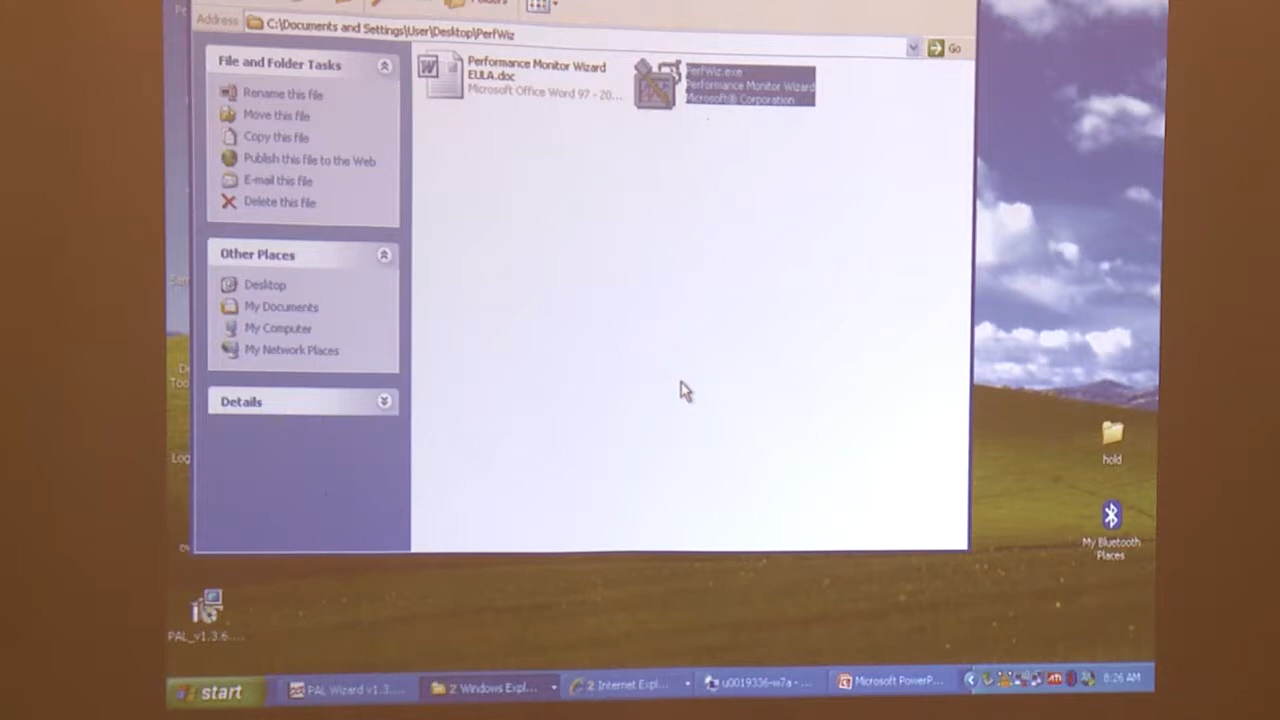 Folders
Address C:\Documents and Settings\User\Desktop\PerfWiz Go
File and Folder Tasks
Rename this file
Move this file
Copy this file
Publish this file to the Web
E-mail this file
Delete this file
Other Places
Desktop
My Documents
My Computer
My Network Places
Details
Performance Monitor Wizard
EULA.doc
Microsoft Office Word 97 - 20...
PerfWiz.exe
Performance Monitor Wizard
Microsoft® Corporation
hold
My Bluetooth
Places
PAL_v1.3.6....
start
PAL Wizard v1.3....
2 Windows Expl...
2 Internet Expl...
u0019336-w7a - ...
Microsoft PowerP...
8:26 AM